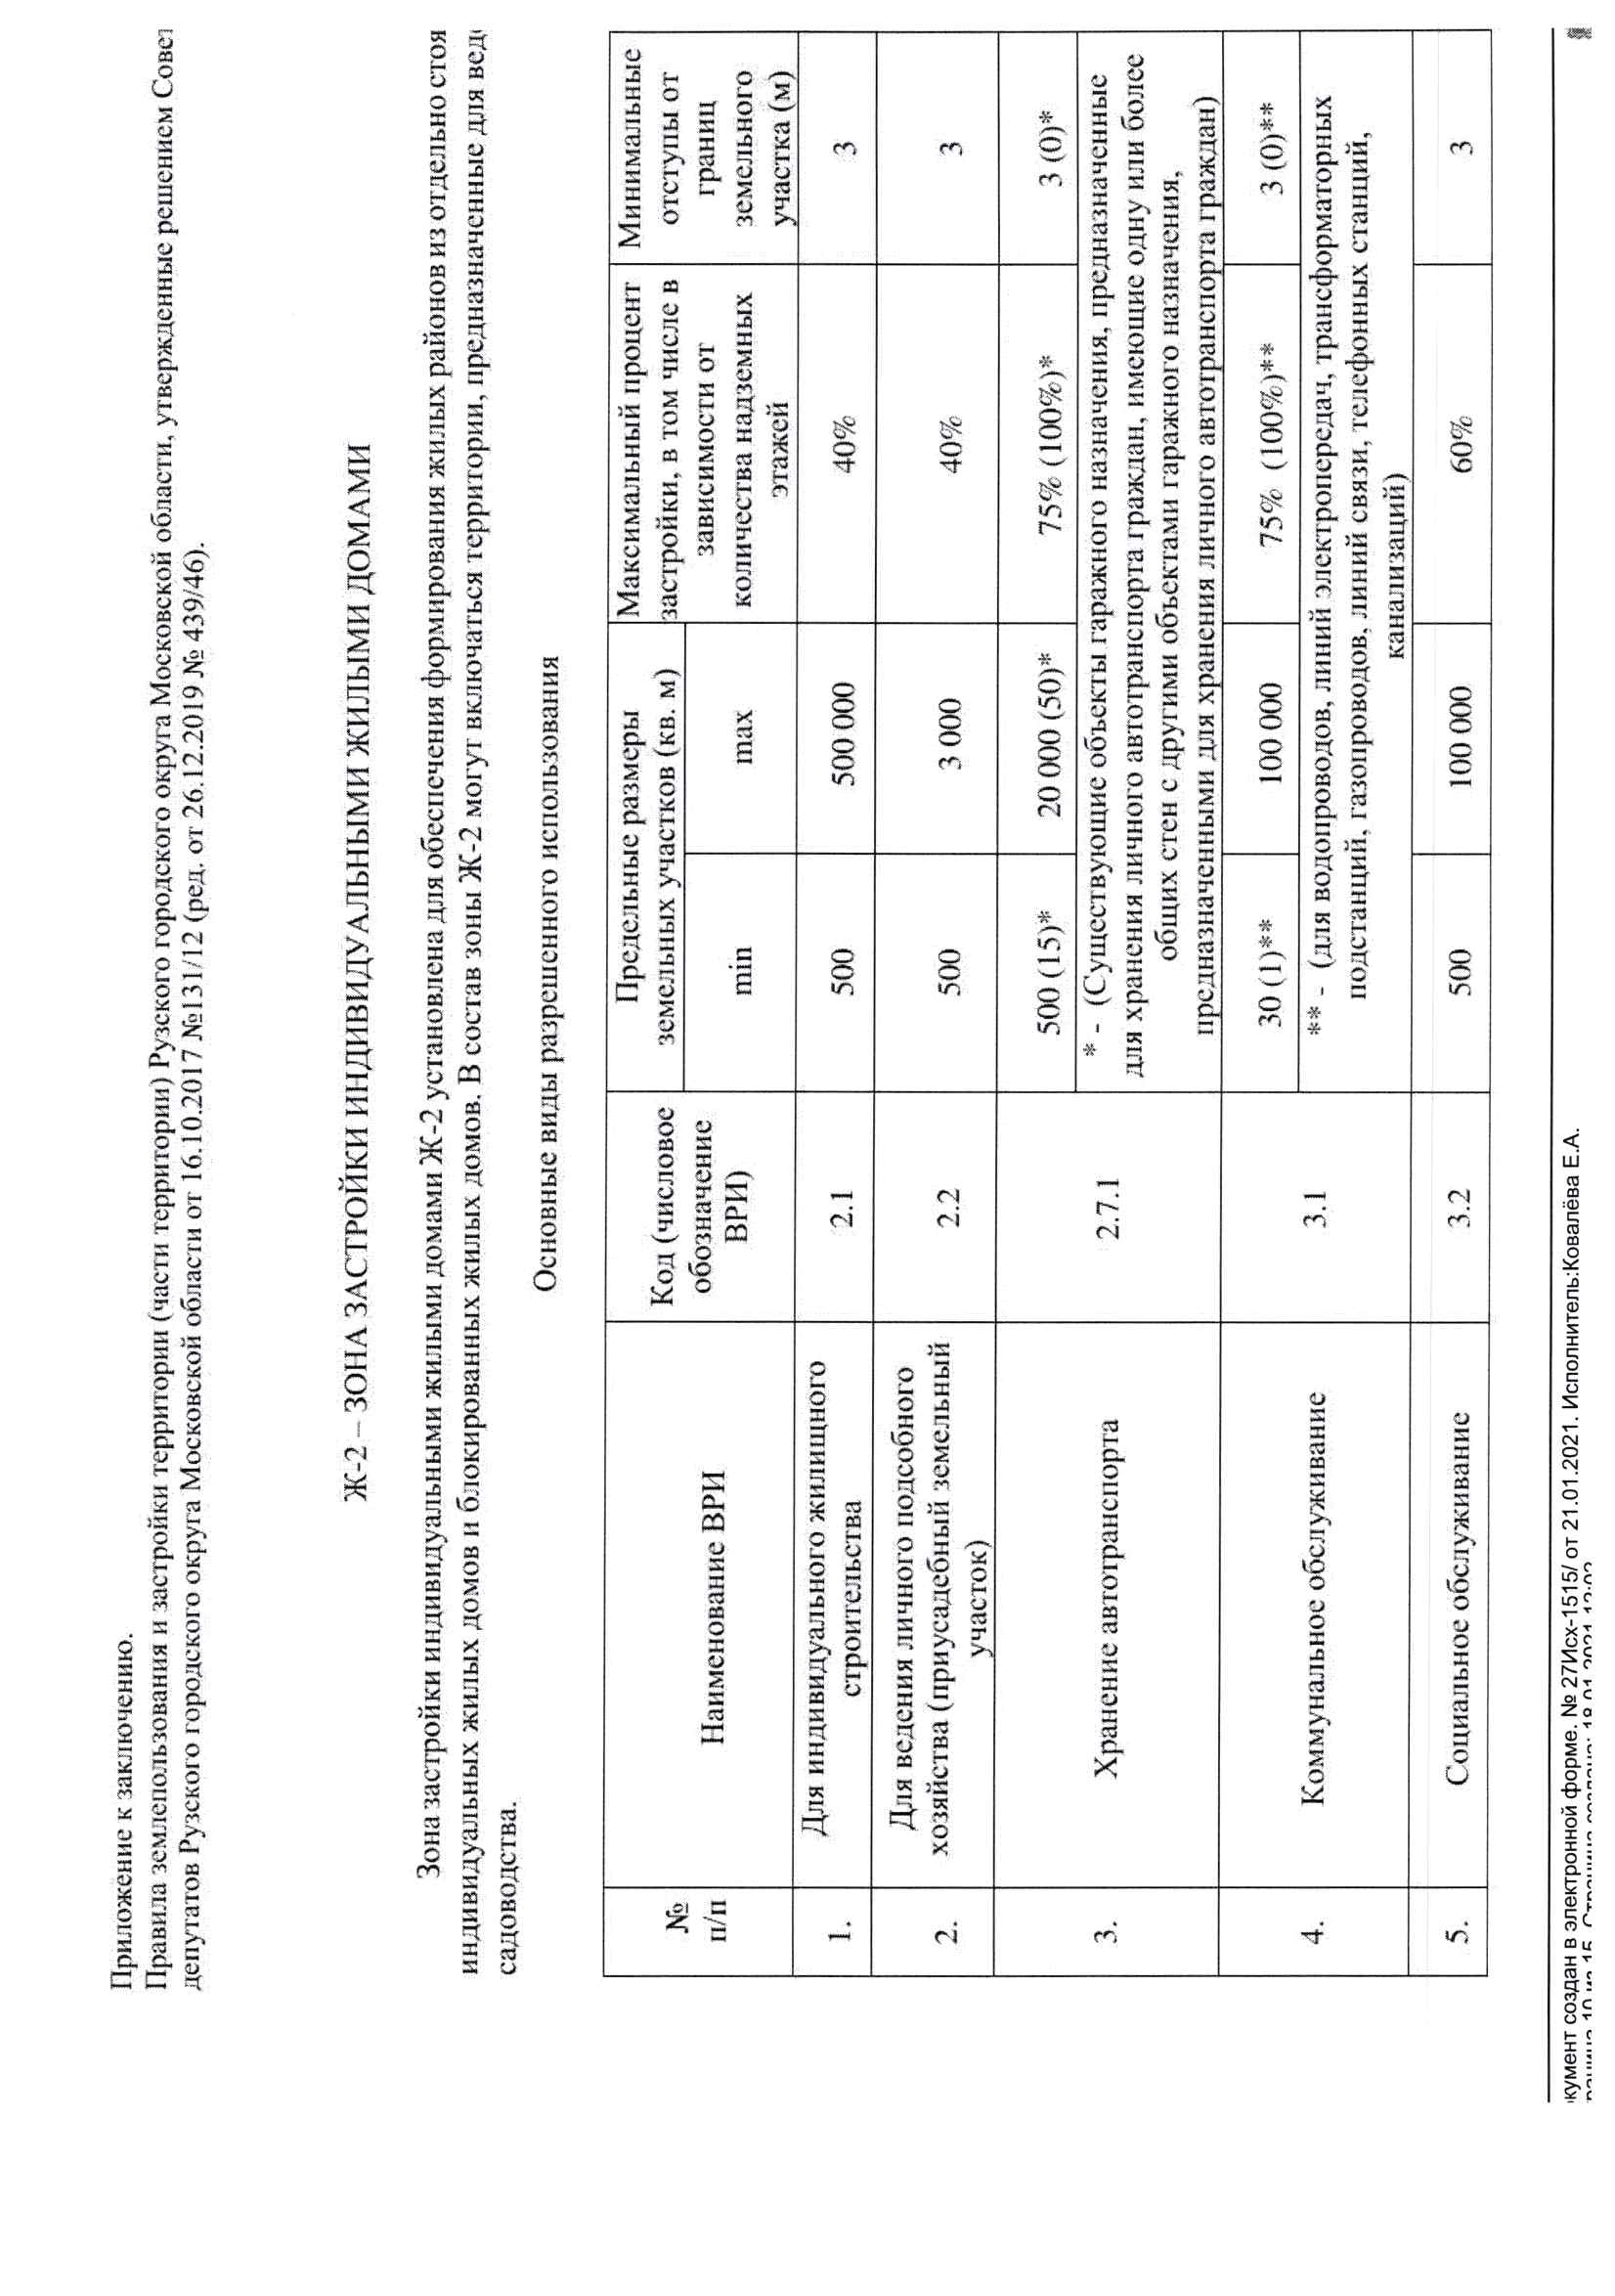 Приложение к заключению.
Правила землепользования и застройки территории (части территории) Рузского городского округа Московской области, утвержденные решением
депутатов Рузского городского округа Московской области от 16.10.2017 №131/12 (ред. от 26.12.2019 № 439/46).
Ж-2 – ЗОНА ЗАСТРОЙКИ ИНДИВИДУАЛЬНЫМИ ЖИЛЫМИ ДОМАМИ
Зона застройки индивидуальными жилыми домами Ж-2 установлена для обеспечения формирования жилых районов из отдельно
индивидуальных жилых домов и блокированных жилых домов. В состав зоны Ж-2 могут включаться территории, предназначенные для
садоводства.
Основные виды разрешенного использования
№
п/п
Наименование ВРИ
Код (числовое
обозначение
ВРИ)
Предельные размеры
земельных участков (кв. м)
min
max
Максимальный процент
застройки, в том числе в
зависимости от
количества надземных
этажей
Минимальные
отступы от
границ
земельного
участка (м)
1.
Для индивидуального жилищного
строительства
2.1
500
500 000
40%
3
2.
Для ведения личного подсобного
хозяйства (приусадебный земельный
участок)
2.2
500
3 000
40%
3
3.
Хранение автотранспорта
2.7.1
500 (15)*
20 000 (50)*
75% (100%)*
3 (0)*
* - (Существующие объекты гаражного назначения, предназначенные
для хранения личного автотранспорта граждан, имеющие одну или более
общих стен с другими объектами гаражного назначения,
предназначенными для хранения личного автотранспорта граждан)
4.
Коммунальное обслуживание
3.1
30 (1)**
100 000
75% (100%)**
3 (0)**
** - (для водопроводов, линий электропередач, трансформаторных
подстанций, газопроводов, линий связи, телефонных станций,
канализаций)
5.
Социальное обслуживание
3.2
500
100 000
60%
3
кумент создан в электронной форме. № 27Исх-1515/ от 21.01.2021. Исполнитель:Ковалёва Е.А.